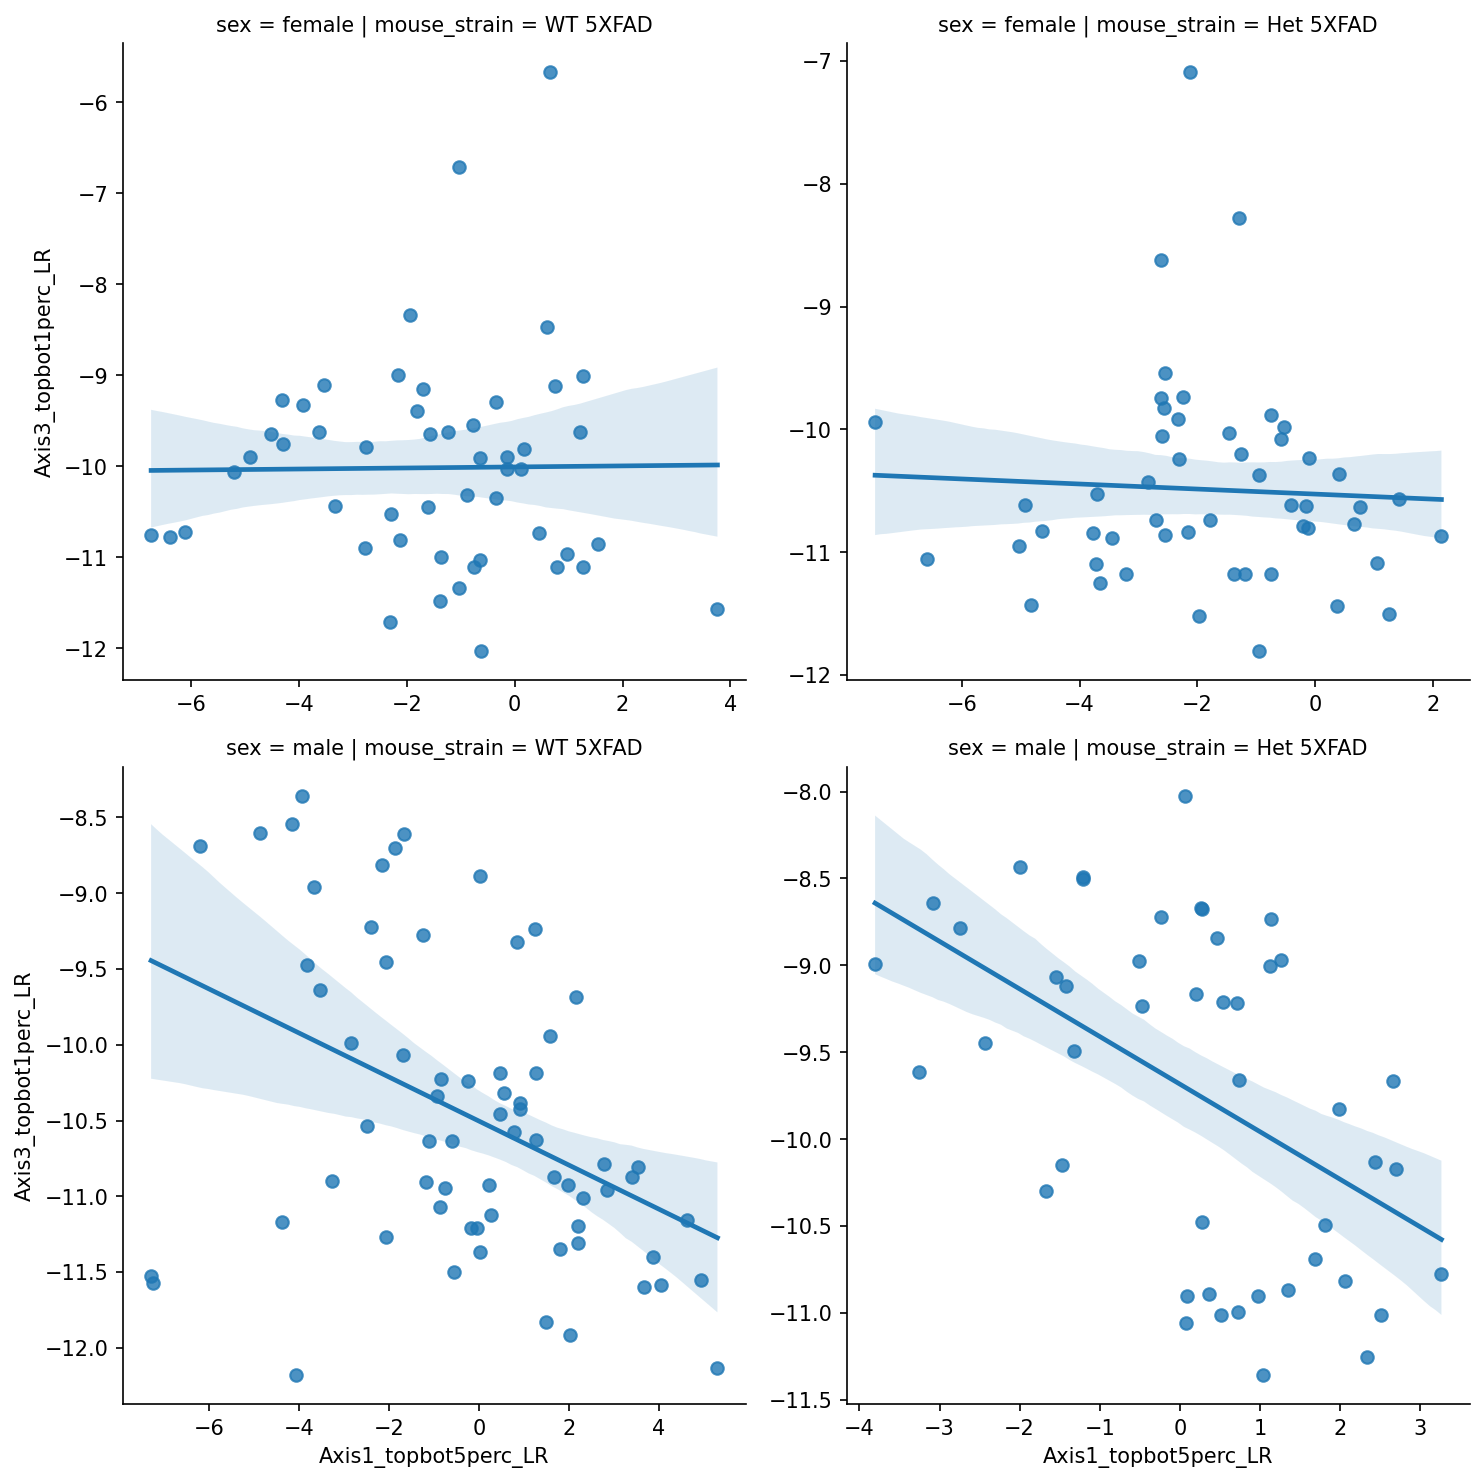 sex = female | mouse_strain = WT 5XFAD
Axis3_topbot1perc_LR
−6
−7
−8
−9
−10
−11
−12
−6 −4 −2 0 2 4
sex = female | mouse_strain = Het 5XFAD
−7
−8
−9
−10
−11
−12
−6 −4 −2 0 2
sex = male | mouse_strain = WT 5XFAD
Axis3_topbot1perc_LR
−8.5
−9.0
−9.5
−10.0
−10.5
−11.0
−11.5
−12.0
−6 −4 −2 0 2 4
Axis1_topbot5perc_LR
sex = male | mouse_strain = Het 5XFAD
−8.0
−8.5
−9.0
−9.5
−10.0
−10.5
−11.0
−11.5
−4 −3 −2 −1 0 1 2 3
Axis1_topbot5perc_LR